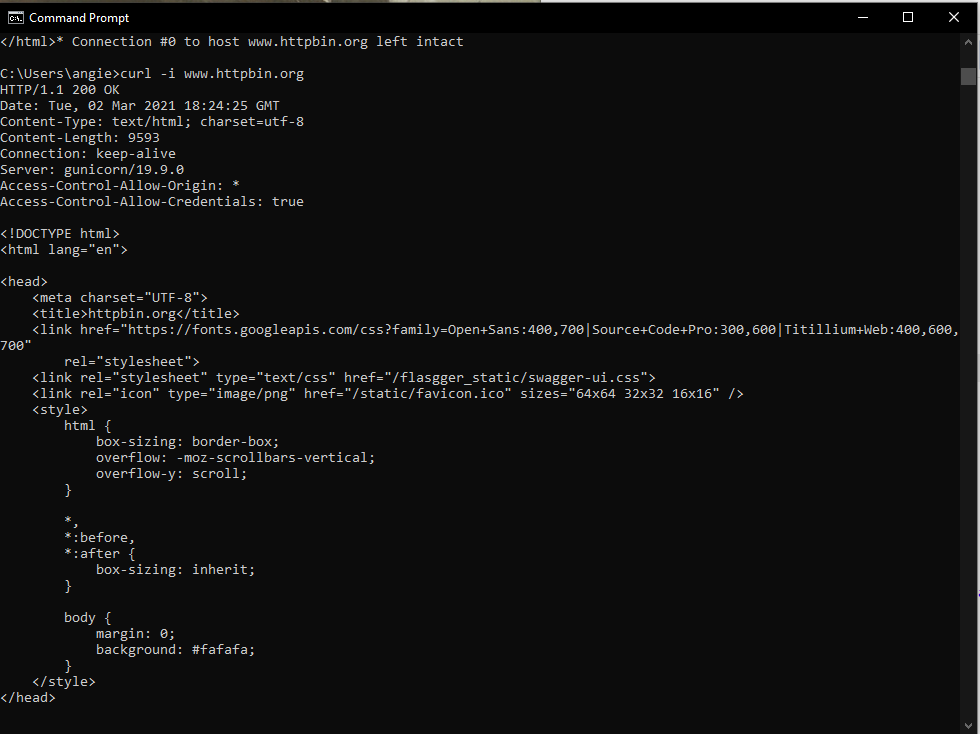 Command Prompt
</html>* Connection #0 to host www.httpbin.org left intact
C:\Users\angie>curl -i www.httpbin.org
HTTP/1.1 200 OK
Date: Tue, 02 Mar 2021 18:24:25 GMT
Content-Type: text/html; charset=utf-8
Content-Length: 9593
Connection: keep-alive
Server: gunicorn/19.9.0
Access-Control-Allow-Origin: *
Access-Control-Allow-Credentials: true
<!DOCTYPE html>
<html lang="en">
<head>
    <meta charset="UTF-8">
    <title>httpbin.org</title>
    <link href="https://fonts.googleapis.com/css?family=Open+Sans:400,700|Source+Code+Pro:300,600|Titillium+Web:400,600,
700"
        rel="stylesheet">
    <link rel="stylesheet" type="text/css" href="/flasgger_static/swagger-ui.css">
    <link rel="icon" type="image/png" href="/static/favicon.ico" sizes="64x64 32x32 16x16" />
    <style>
        html {
            box-sizing: border-box;
            overflow: -moz-scrollbars-vertical;
            overflow-y: scroll;
        }
        *,
        *:before,
        *:after {
            box-sizing: inherit;
        }
        body {
            margin: 0;
            background: #fafafa;
        }
    </style>
</head>